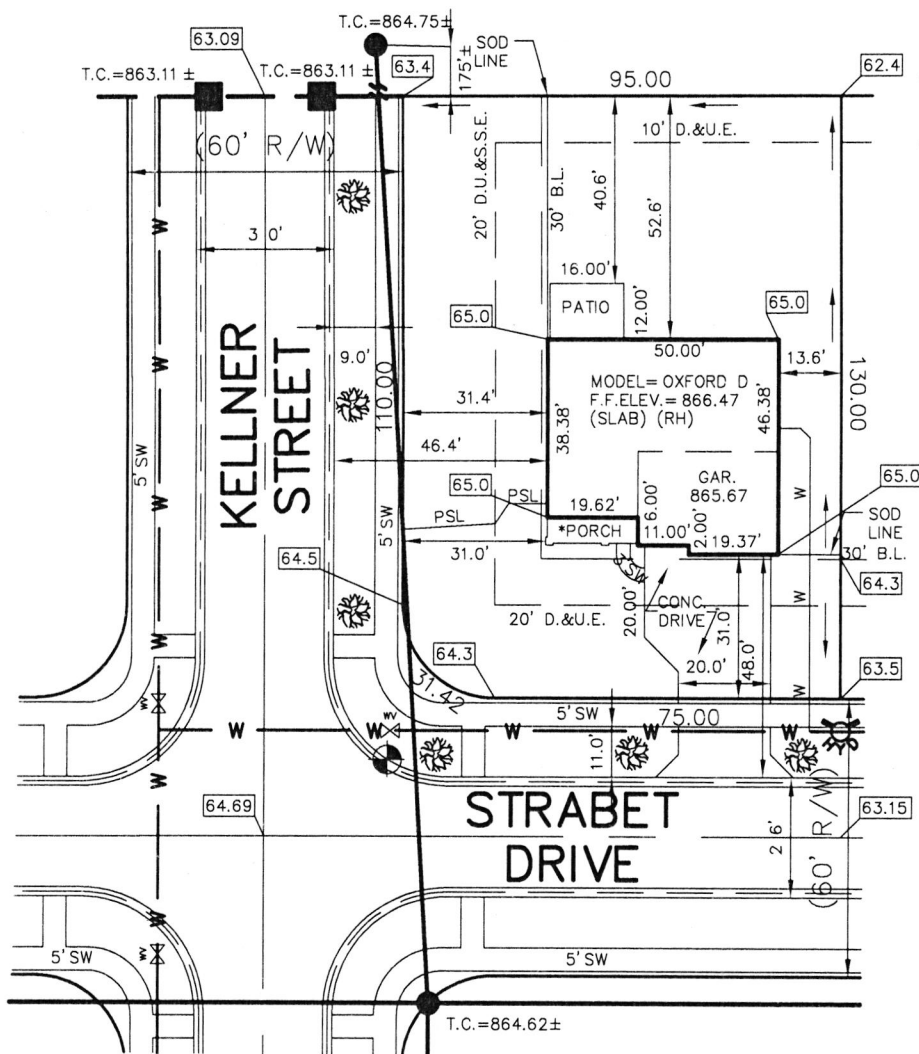 T.C.=864.75±
63.09
SOD
LINE
175'±
T.C.=863.11 ±
T.C.=863.11 ±
63.4
95.00
62.4
10' D.&U.E.
(60' R/W)
20' D.U.&S.S.E.
30' B.L.
40.6'
52.6'
W
3 0'
16.00'
PATIO
12.00'
65.0
65.0
50.00'
13.6'
KELLNER
STREET
W
9.0'
110.00
31.4'
MODEL= OXFORD D
F.F.ELEV.= 866.47
(SLAB) (RH)
38.38'
46.38'
130.00
46.4'
5' SW
W
GAR.
865.67
65.0
65.0
PSL
PSL
19.62'
6.00'
W
5' SW
*PORCH
11.00'
2.00'
19.37'
SOD
LINE
30' B.L.
31.0'
3' SW
64.5
64.3
20.00'
CONC.
DRIVE
31.0'
W
20' D.&U.E.
W
64.3
20.0'
48.0'
63.5
31.42
W
WV
5' SW
75.00
W
W
WV
W
W
W
11.0'
W
64.69
STRABET
DRIVE
2 6'
63.15
(60' R/W)
W
WV
5' SW
5' SW
T.C.=864.62±